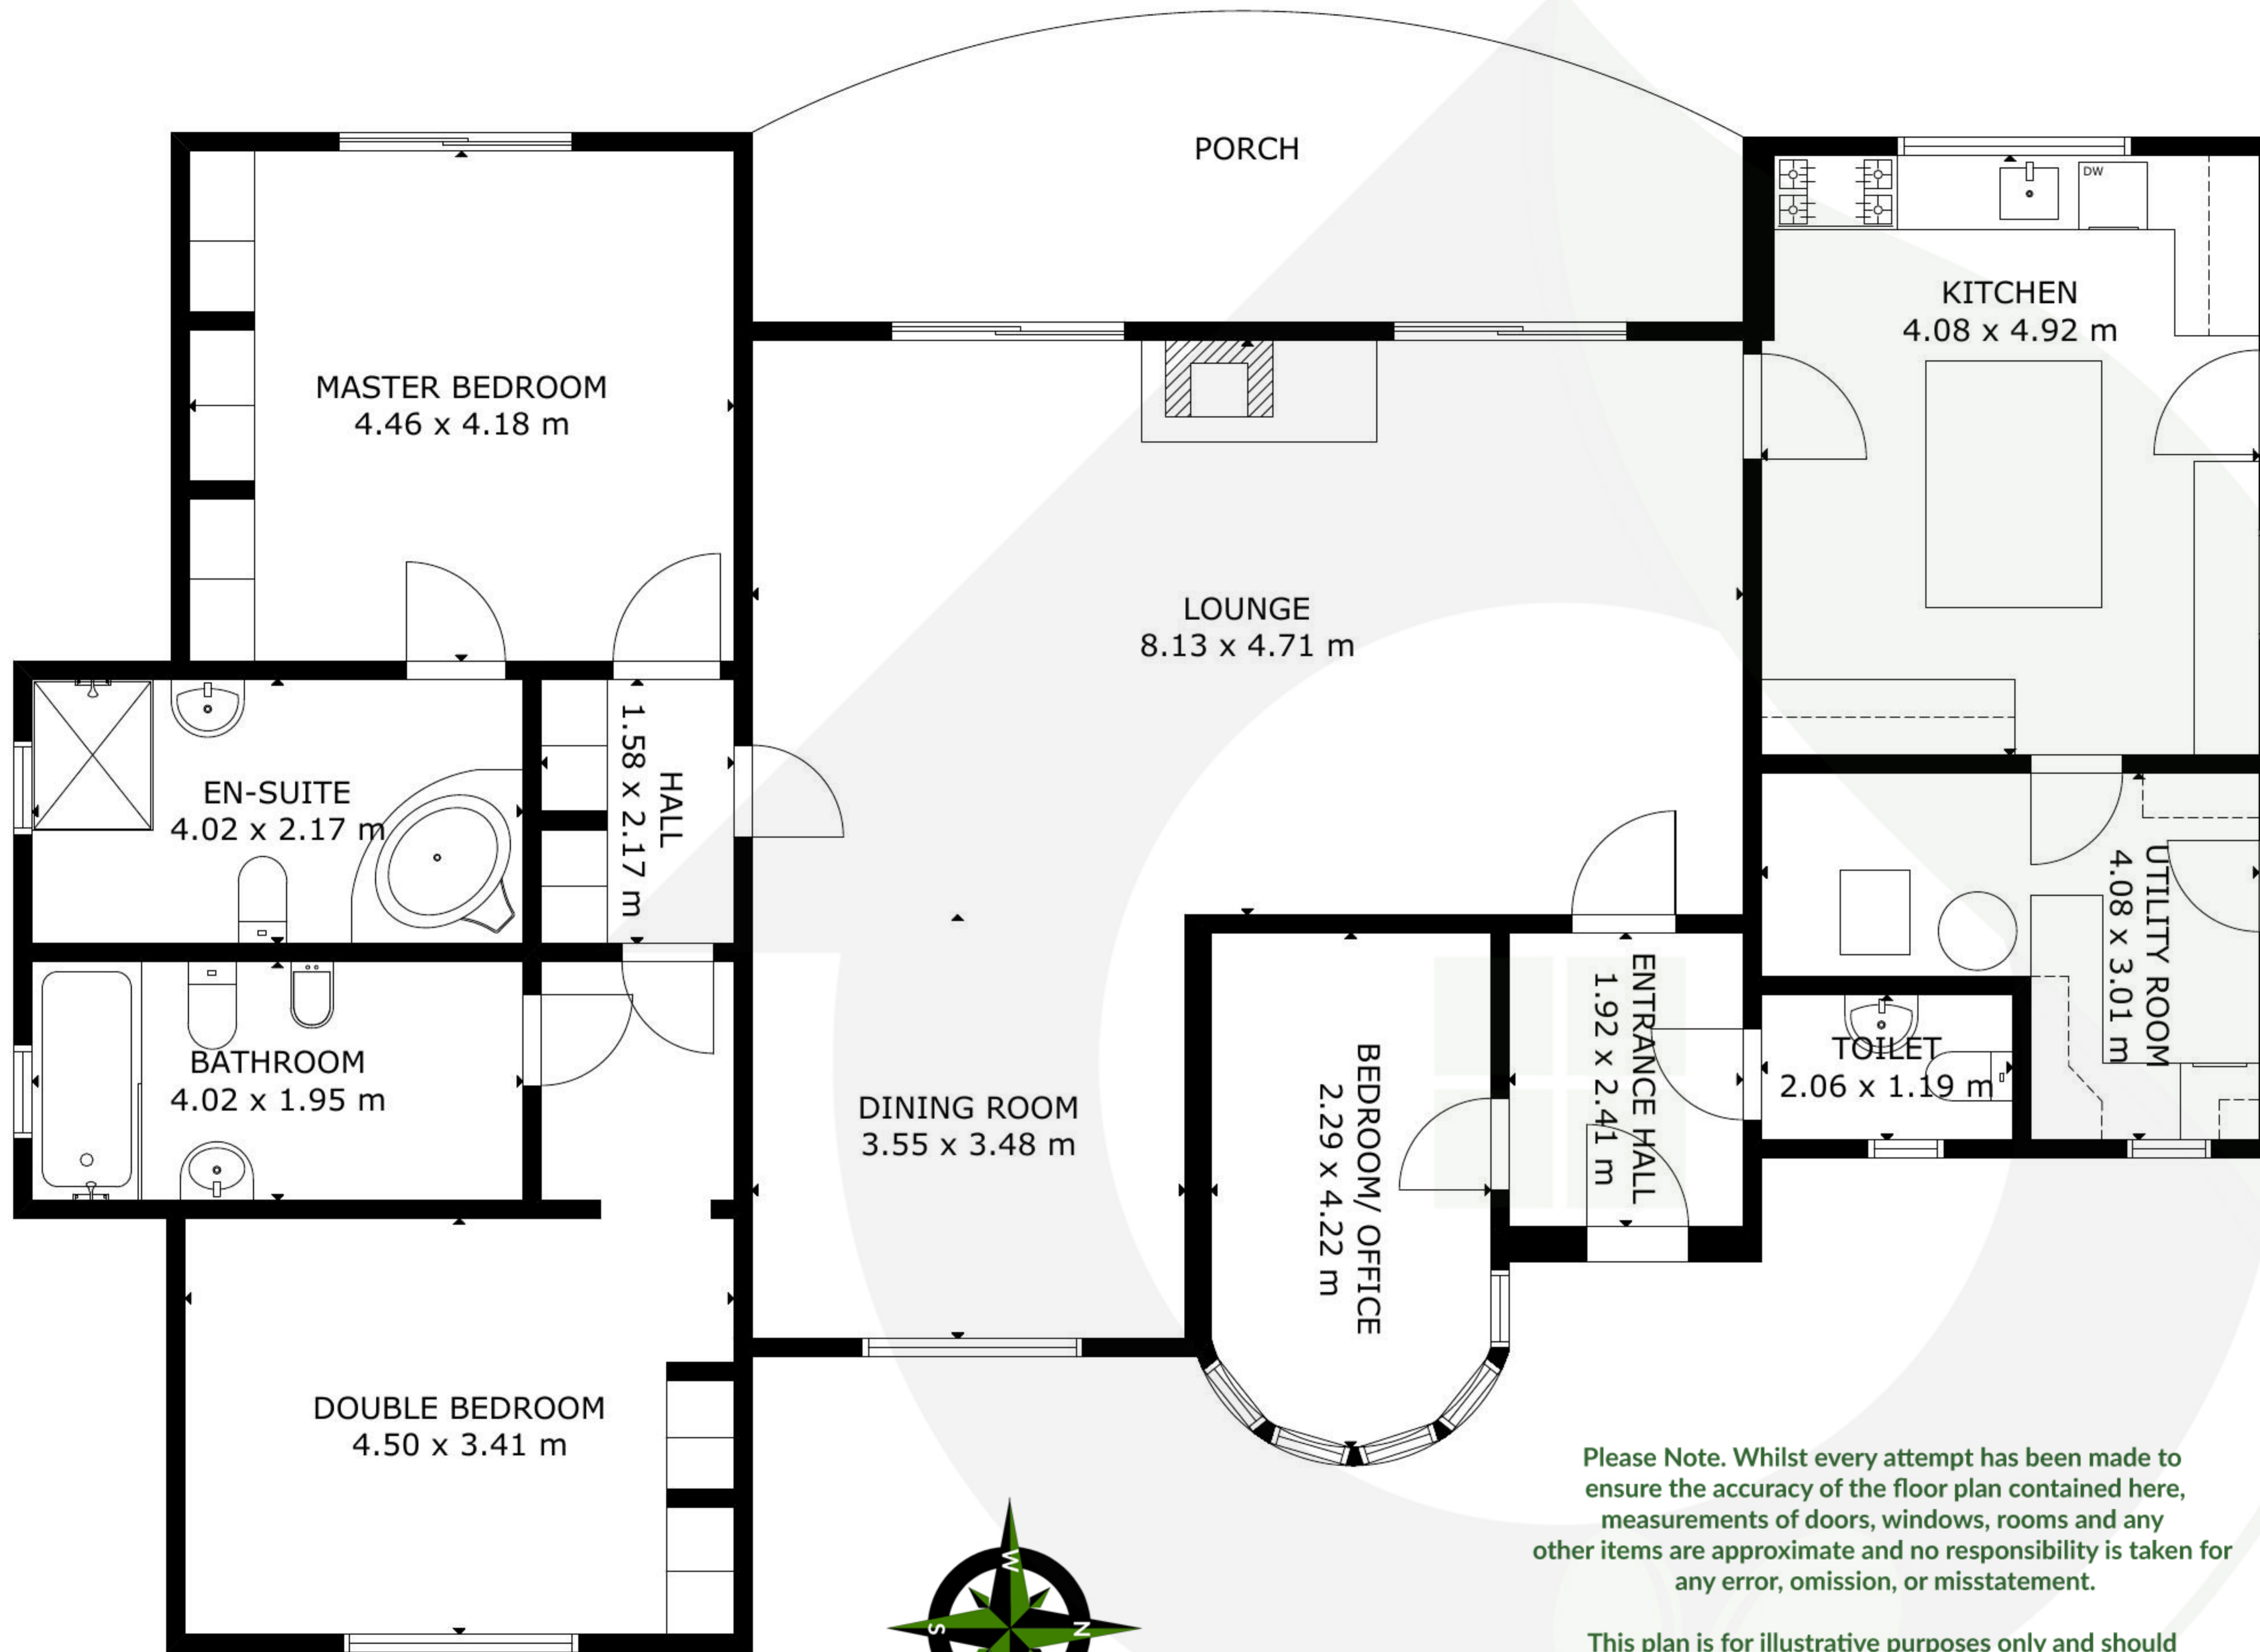 PORCH
DW
KITCHEN
4.08 x 4.92 m
MASTER BEDROOM
4.46 x 4.18 m
LOUNGE
8.13 x 4.71 m
EN-SUITE
4.02 x 2.17 m
HALL
1.58 x 2.17 m
UTILITY ROOM
4.08 x 3.01 m
BATHROOM
4.02 x 1.95 m
DINING ROOM
3.55 x 3.48 m
BEDROOM/ OFFICE
2.29 x 4.22 m
ENTRANCE HALL
1.92 x 2.41 m
TOILET
2.06 x 1.19 m
DOUBLE BEDROOM
4.50 x 3.41 m
W
S
N
Please Note. Whilst every attempt has been made to
ensure the accuracy of the floor plan contained here,
measurements of doors, windows, rooms and any
other items are approximate and no responsibility is taken for
any error, omission, or misstatement.
This plan is for illustrative purposes only and should